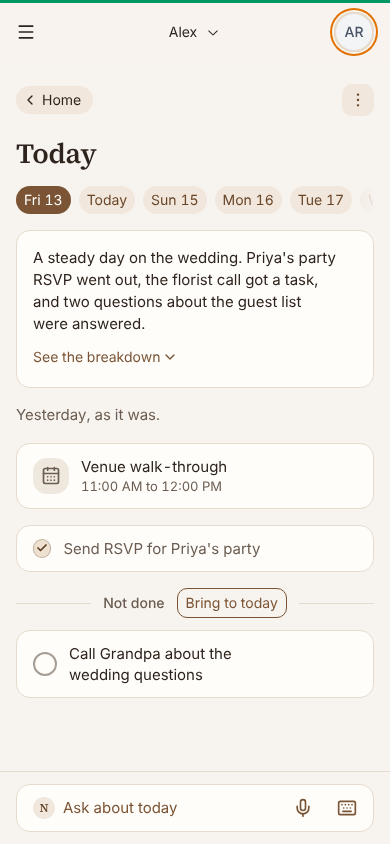 Alex
AR
Home
Today
Fri 13
Today
Sun 15
Mon 16
Tue 17
A steady day on the wedding. Priya's party
RSVP went out, the florist call got a task,
and two questions about the guest list
were answered.
See the breakdown
Yesterday, as it was.
Venue walk-through
11:00 AM to 12:00 PM
Send RSVP for Priya's party
Not done
Bring to today
Call Grandpa about the
wedding questions
N
Ask about today